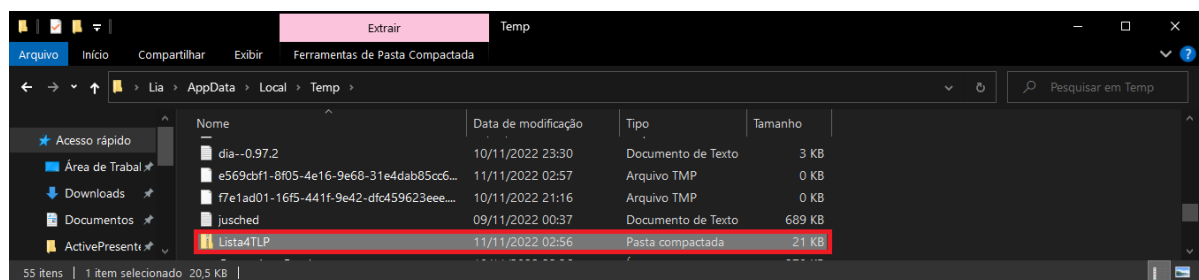 Extrair Temp
Arquivo Início Compartilhar Exibir Ferramentas de Pasta Compactada
Lia > AppData > Local > Temp > Pesquisar em Temp
Nome Data de modificação Tipo Tamanho
Acesso rápido
dia--0.97.2 10/11/2022 23:30 Documento de Texto 3 KB
Área de Trabal
e569cbf1-8f05-4e16-9e68-31e4dab85cc6... 11/11/2022 02:57 Arquivo TMP 0 KB
Downloads
f7e1ad01-16f5-441f-9e42-dfc459623eee.... 10/11/2022 21:16 Arquivo TMP 0 KB
Documentos
jusched 09/11/2022 00:37 Documento de Texto 689 KB
ActivePresente
Lista4TLP 11/11/2022 02:56 Pasta compactada 21 KB
55 itens 1 item selecionado 20,5 KB